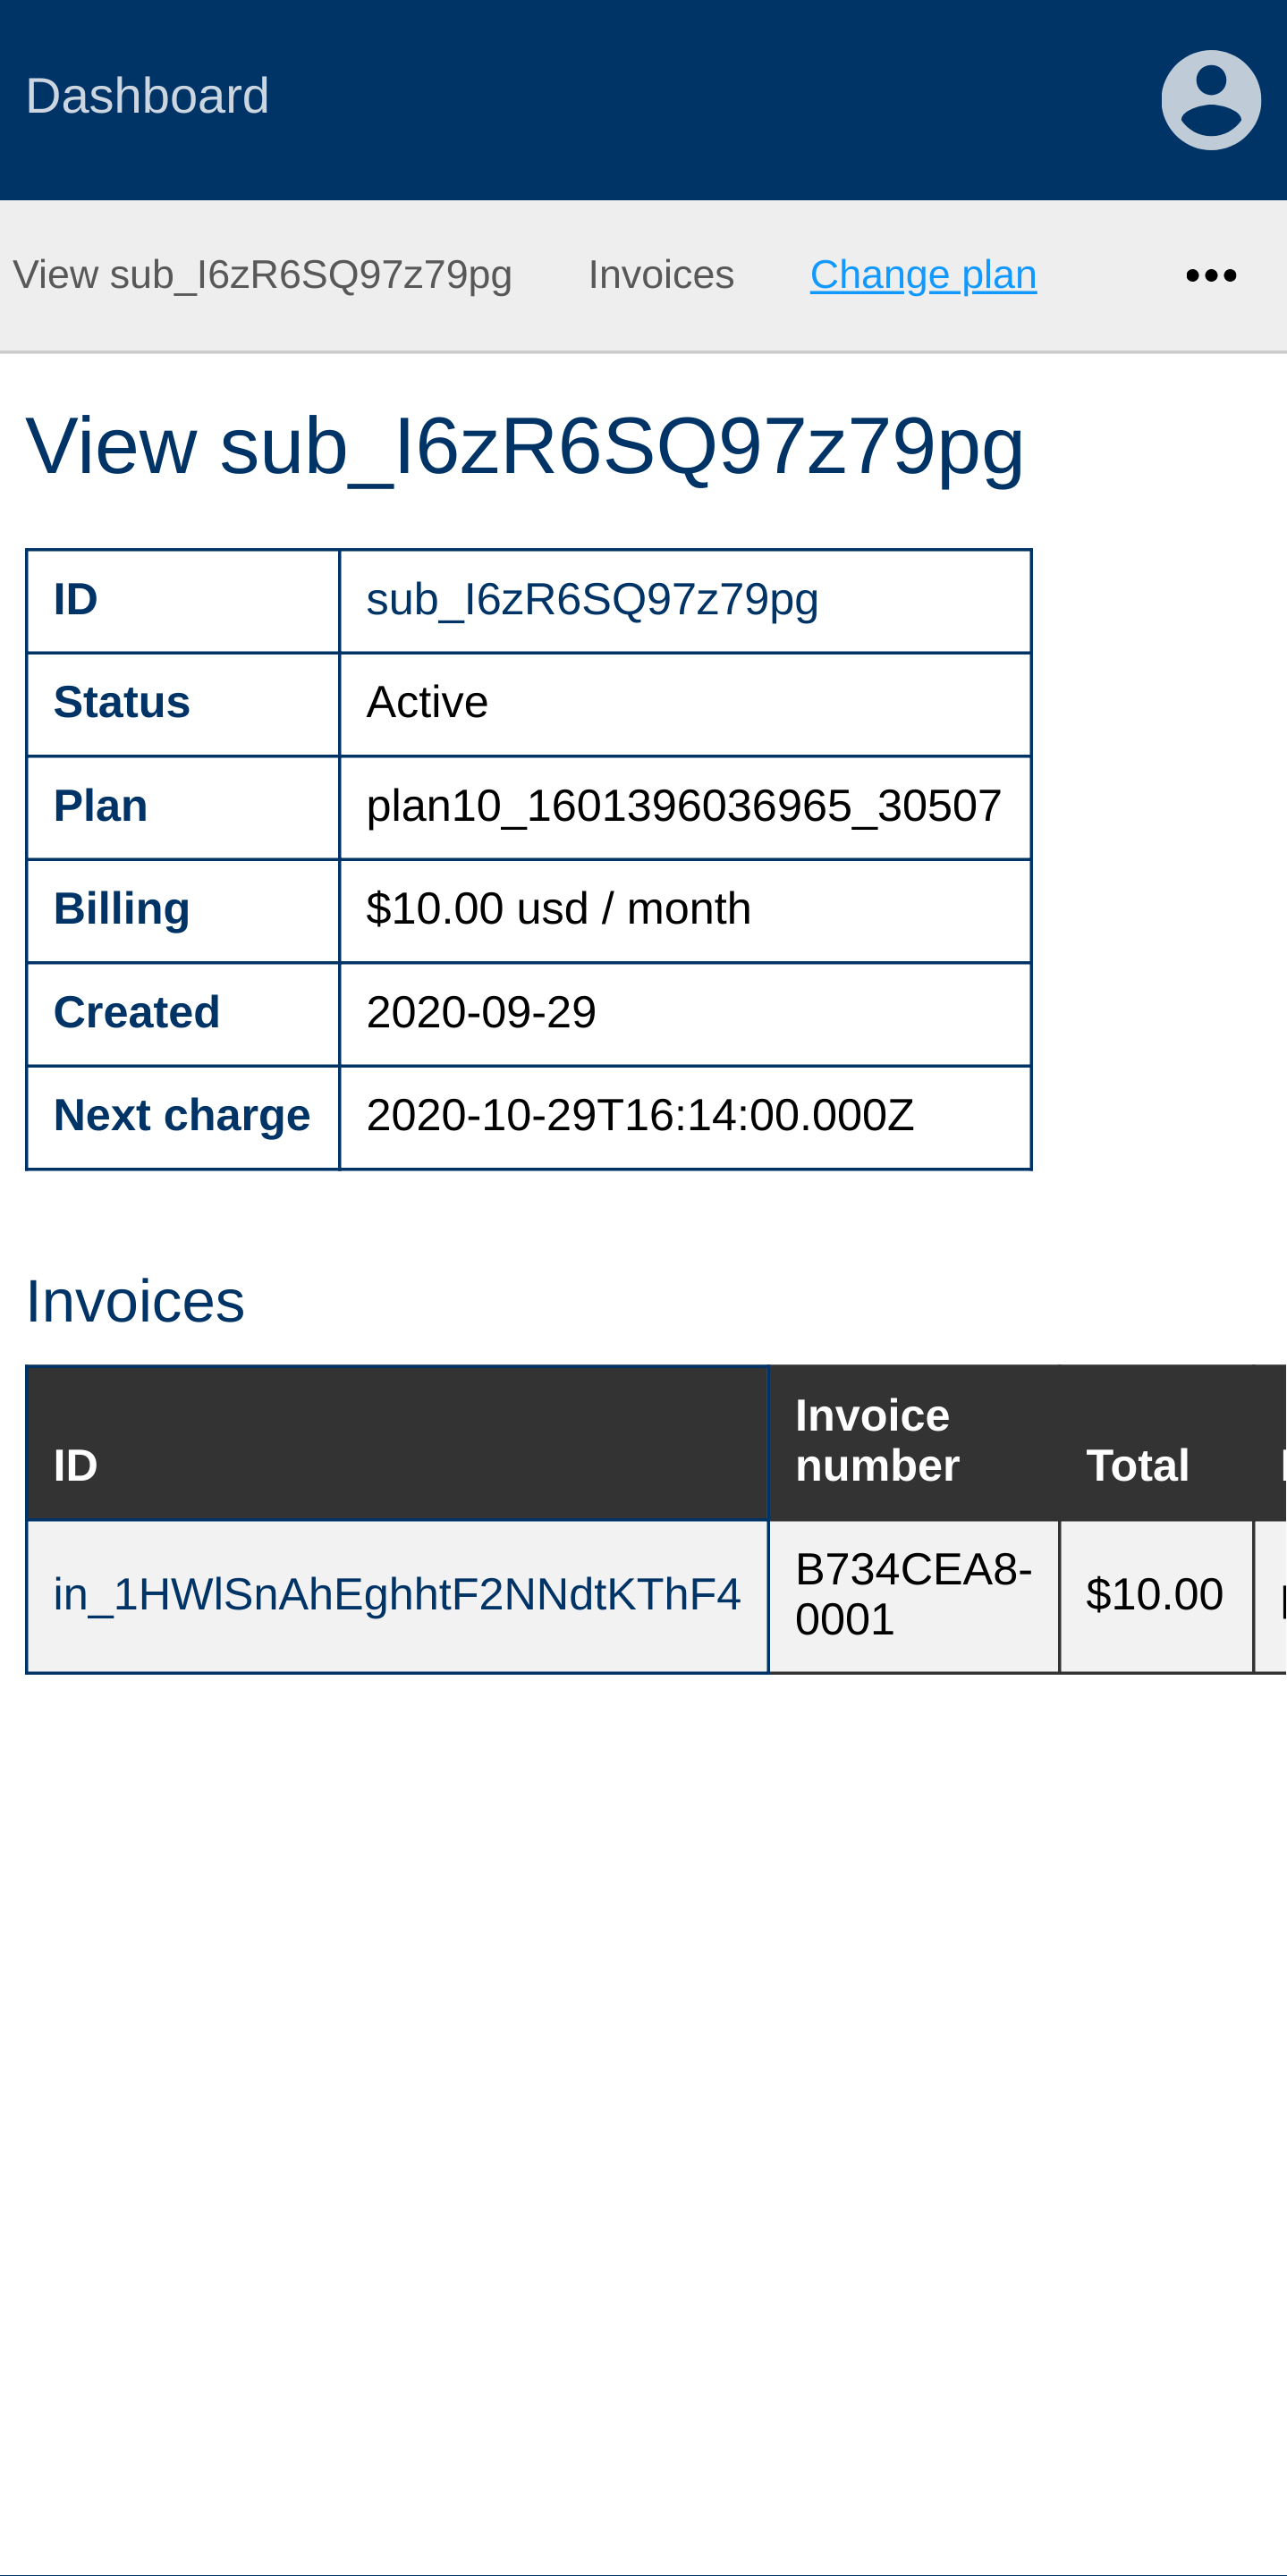 Dashboard
View sub_I6zR6SQ97z79pg Invoices Change plan
View sub_I6zR6SQ97z79pg
ID sub_I6zR6SQ97z79pg
Status Active
Plan plan10_1601396036965_30507
Billing $10.00 usd / month
Created 2020-09-29
Next charge 2020-10-29T16:14:00.000Z
Invoices
ID Invoice number Total
in_1HWlSnAhEghhtF2NNdtKThF4 B734CEA8-0001 $10.00